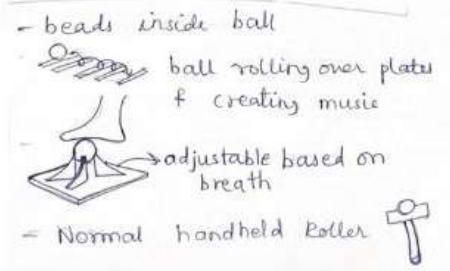 - beads inside ball
ball rolling over plates
& creating music
- adjustable based on
breath
- Normal handheld Roller